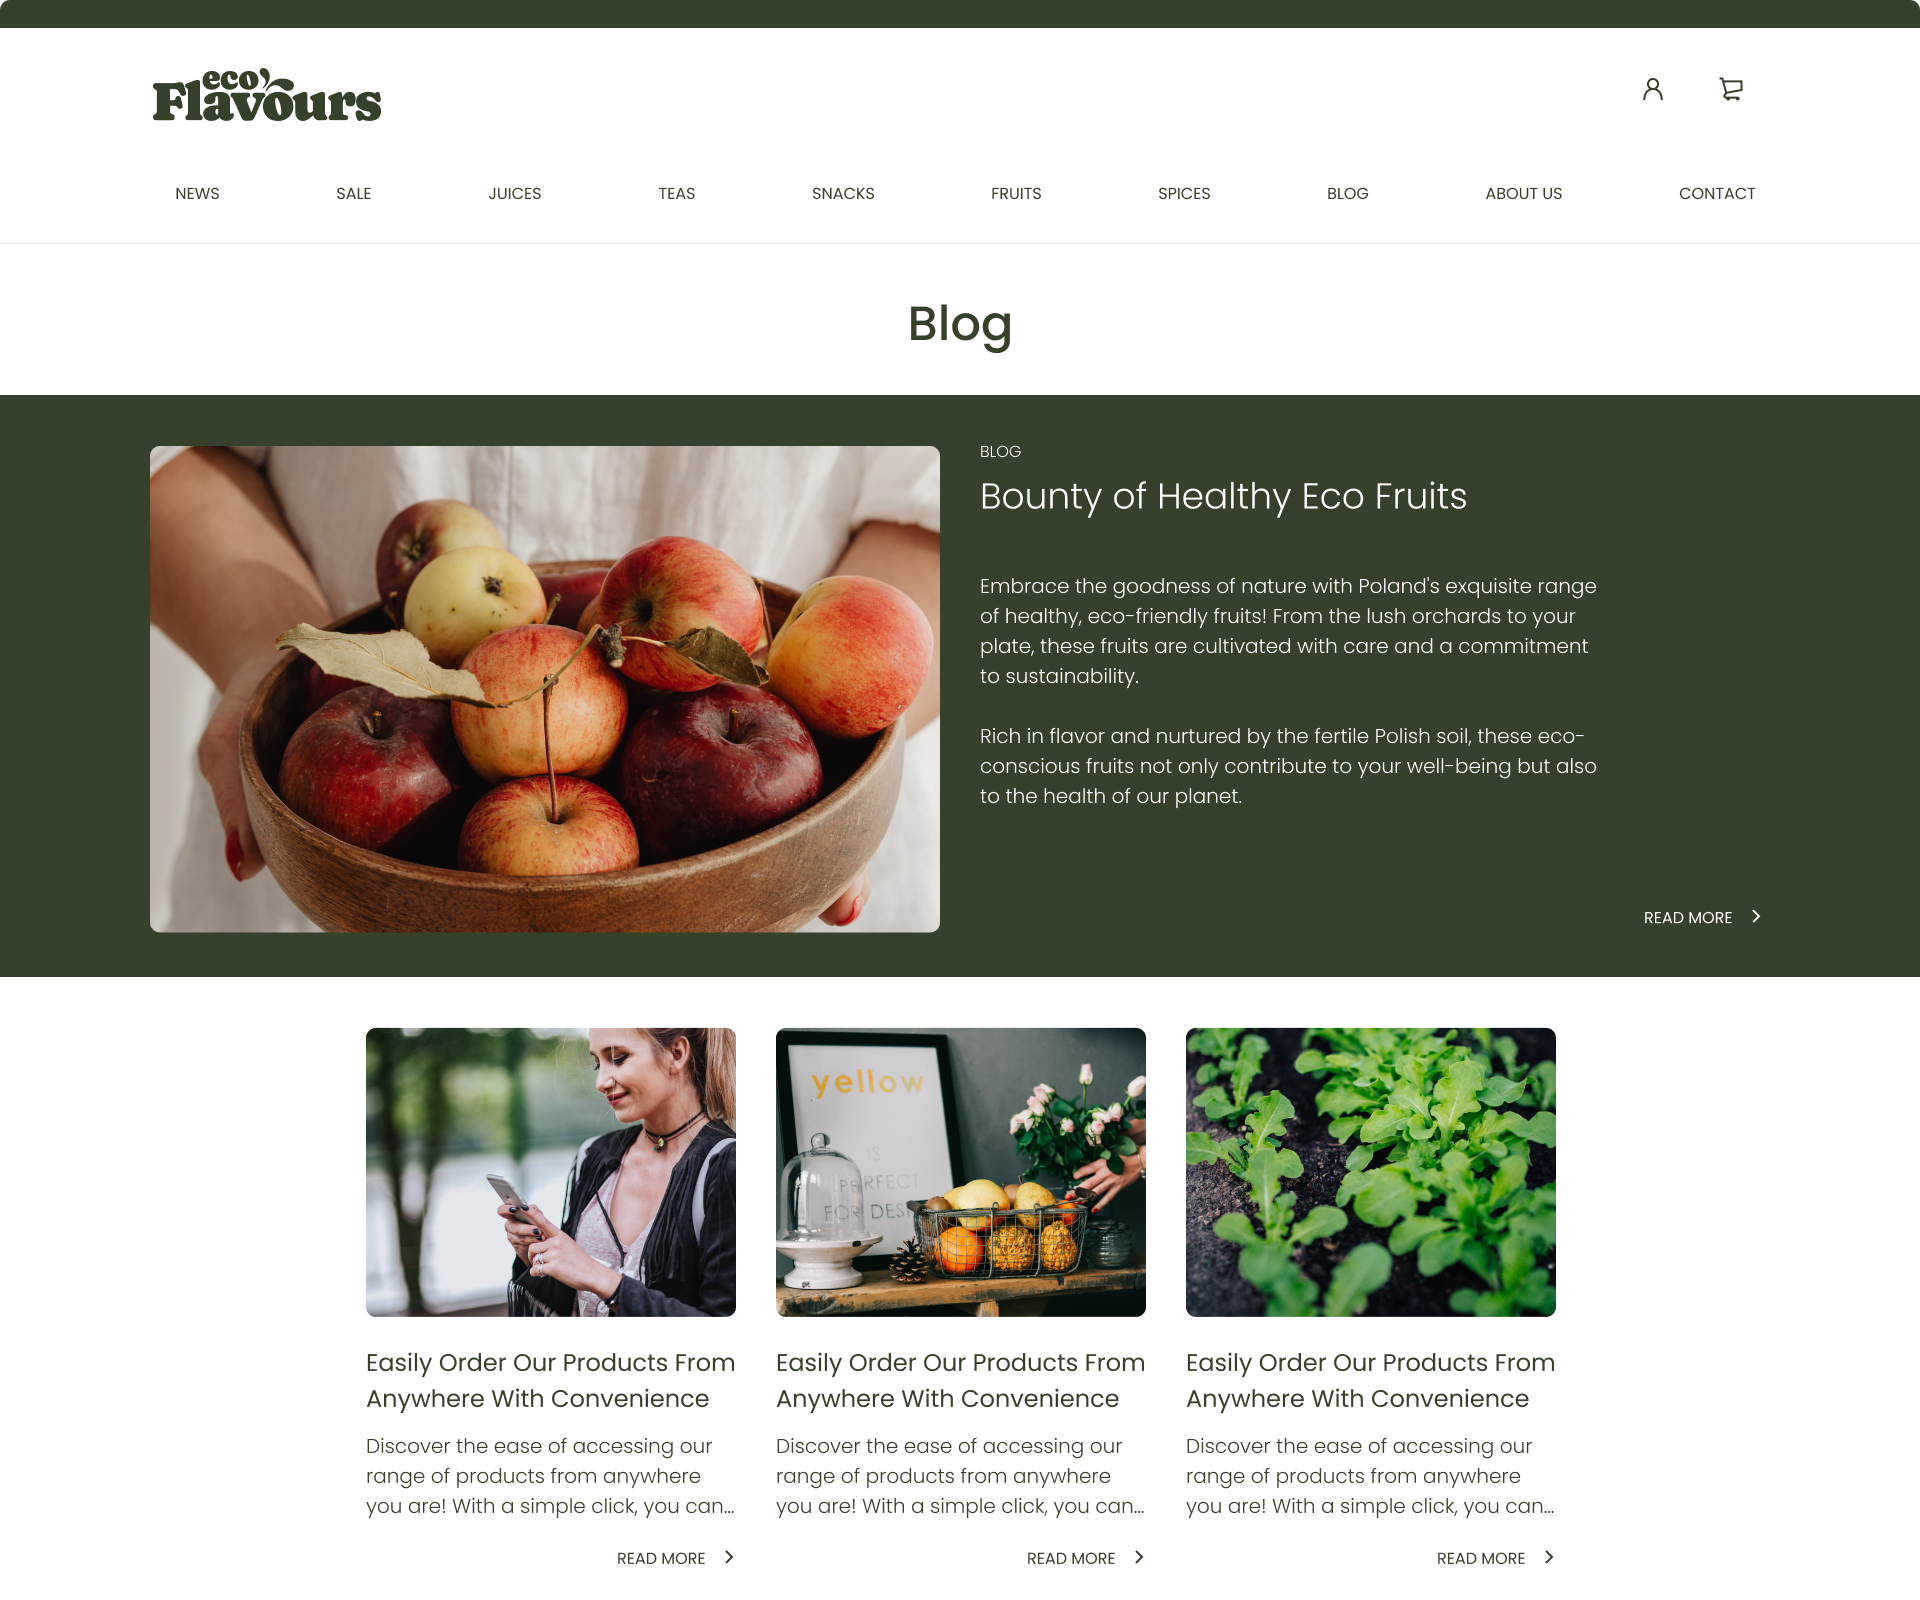 eco
Flavours
NEWS
SALE
JUICES
TEAS
SNACKS
FRUITS
SPICES
BLOG
ABOUT US
CONTACT
Blog
BLOG
Bounty of Healthy Eco Fruits
Embrace the goodness of nature with Poland's exquisite range
of healthy, eco-friendly fruits! From the lush orchards to your
plate, these fruits are cultivated with care and a commitment
to sustainability.
Rich in flavor and nurtured by the fertile Polish soil, these eco-
conscious fruits not only contribute to your well-being but also
to the health of our planet.
READ MORE
yellow
IS
PERFECT
FOR DESI
Easily Order Our Products From
Anywhere With Convenience
Discover the ease of accessing our
range of products from anywhere
you are! With a simple click, you can...
READ MORE
Easily Order Our Products From
Anywhere With Convenience
Discover the ease of accessing our
range of products from anywhere
you are! With a simple click, you can...
READ MORE
Easily Order Our Products From
Anywhere With Convenience
Discover the ease of accessing our
range of products from anywhere
you are! With a simple click, you can...
READ MORE